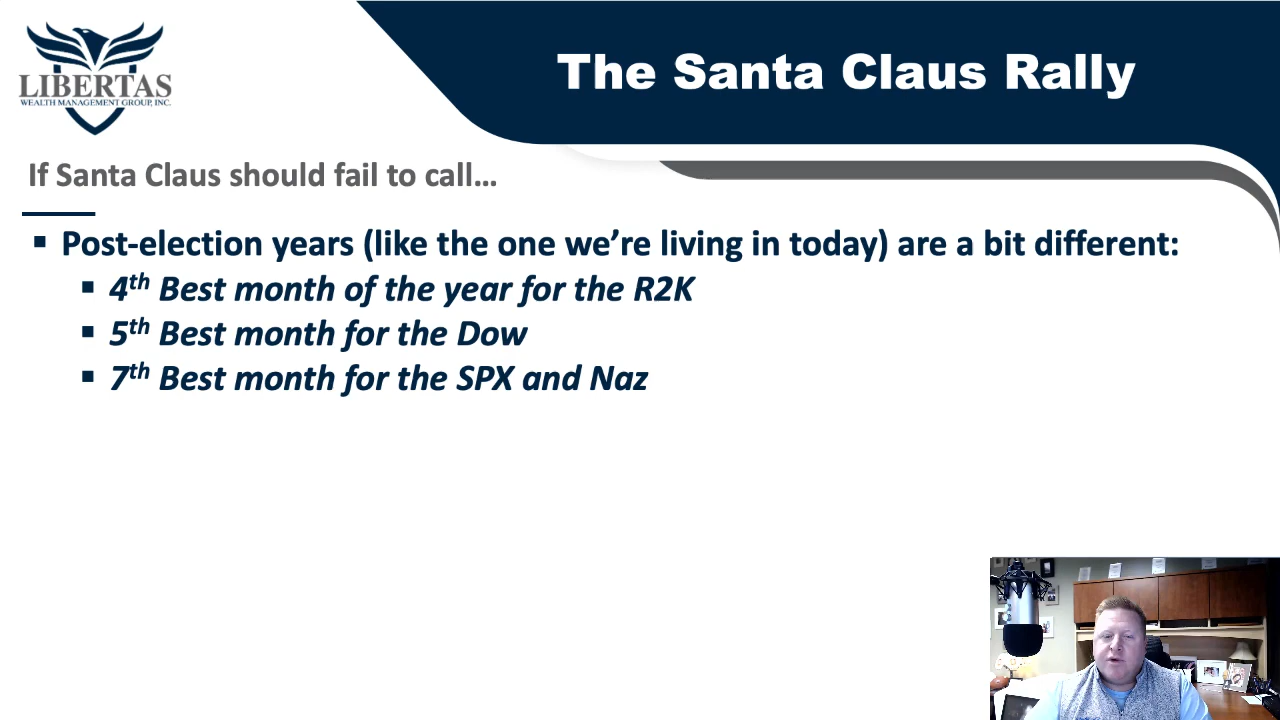 LIBERTAS
WEALTH MANAGEMENT GROUP, INC.
The Santa Claus Rally
If Santa Claus should fail to call…
▪ Post-election years (like the one we’re living in today) are a bit different:
▪ 4th Best month of the year for the R2K
▪ 5th Best month for the Dow
▪ 7th Best month for the SPX and Naz